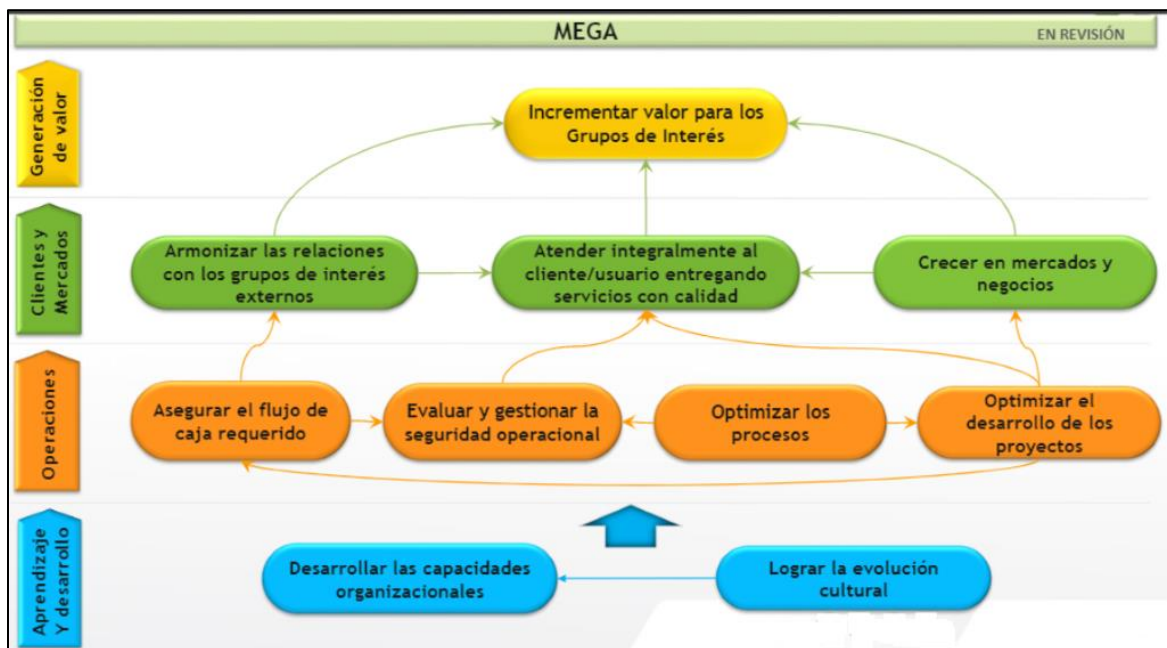 MEGA
EN REVISIÓN
Generación
de valor
Incrementar valor para los
Grupos de Interés
Clientes y
Mercados
Armonizar las relaciones
con los grupos de interés
externos
Atender integralmente al
cliente/usuario entregando
servicios con calidad
Crecer en mercados y
negocios
Operaciones
Asegurar el flujo de
caja requerido
Evaluar y gestionar la
seguridad operacional
Optimizar los
procesos
Optimizar el
desarrollo de los
proyectos
Aprendizaje
Y desarrollo
Desarrollar las capacidades
organizacionales
Lograr la evolución
cultural